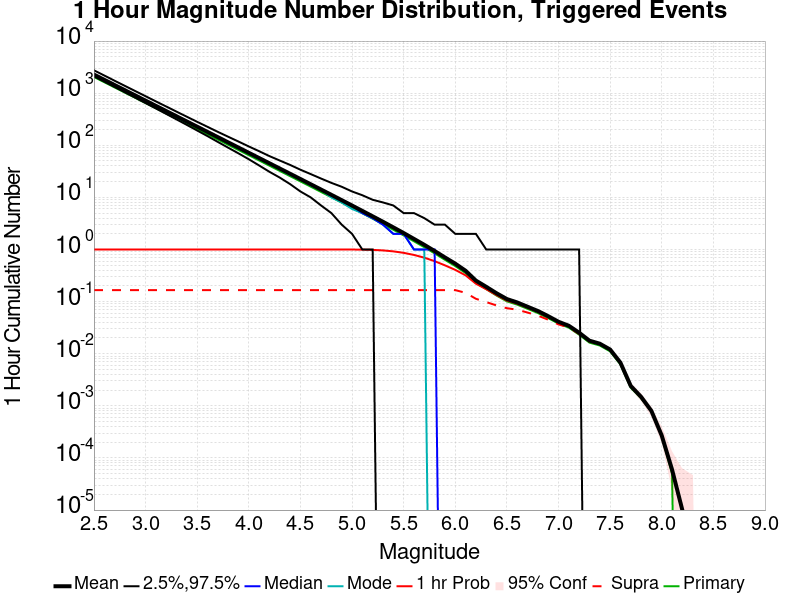 1 Hour Magnitude Number Distribution, Triggered Events
1 Hour Cumulative Number
10^4
10^3
10^2
10^1
10^0
10^-1
10^-2
10^-3
10^-4
10^-5
2.5 3.0 3.5 4.0 4.5 5.0 5.5 6.0 6.5 7.0 7.5 8.0 8.5 9.0
Magnitude
Mean 2.5%,97.5% Median Mode 1 hr Prob 95% Conf Supra Primary